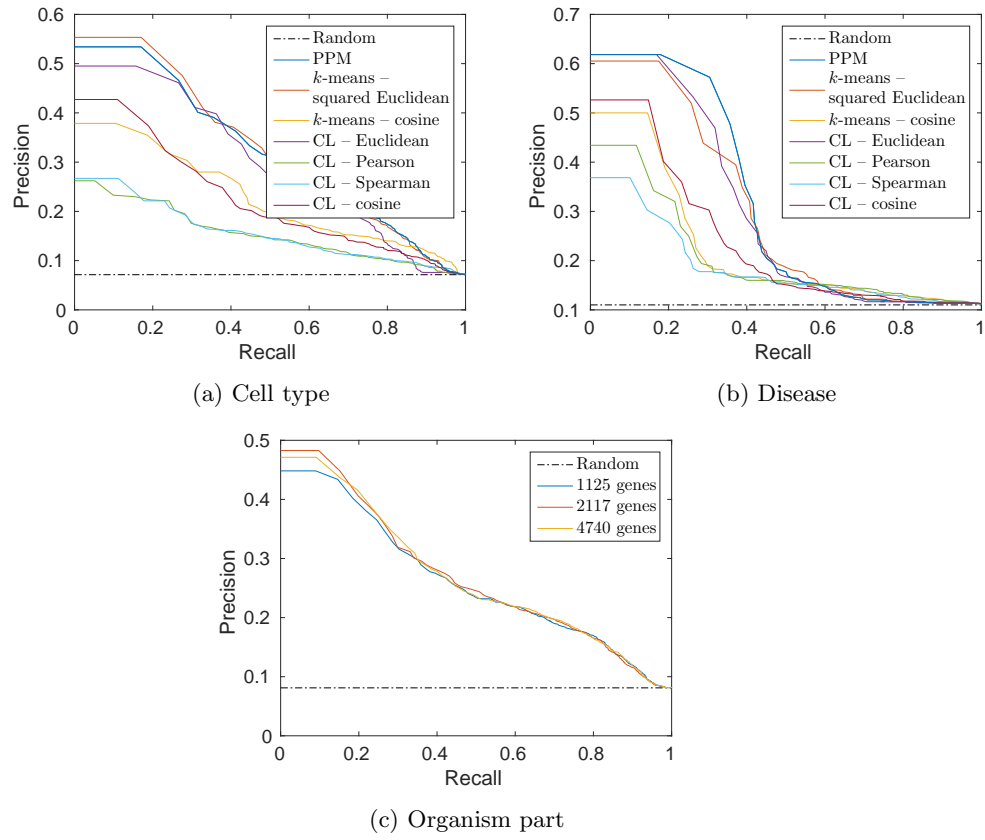 0.6
0.5
0.4
0.3
0.2
0.1
0
Precision
0
0.2
0.4
0.6
0.8
1
Recall
Random
PPM
k-means –
squared Euclidean
k-means – cosine
CL – Euclidean
CL – Pearson
CL – Spearman
CL – cosine
(a) Cell type
0.7
0.6
0.5
0.4
0.3
0.2
0.1
Precision
0
0.2
0.4
0.6
0.8
1
Recall
Random
PPM
k-means –
squared Euclidean
k-means – cosine
CL – Euclidean
CL – Pearson
CL – Spearman
CL – cosine
(b) Disease
0.5
0.4
0.3
0.2
0.1
0
Precision
0
0.2
0.4
0.6
0.8
1
Recall
Random
1125 genes
2117 genes
4740 genes
(c) Organism part